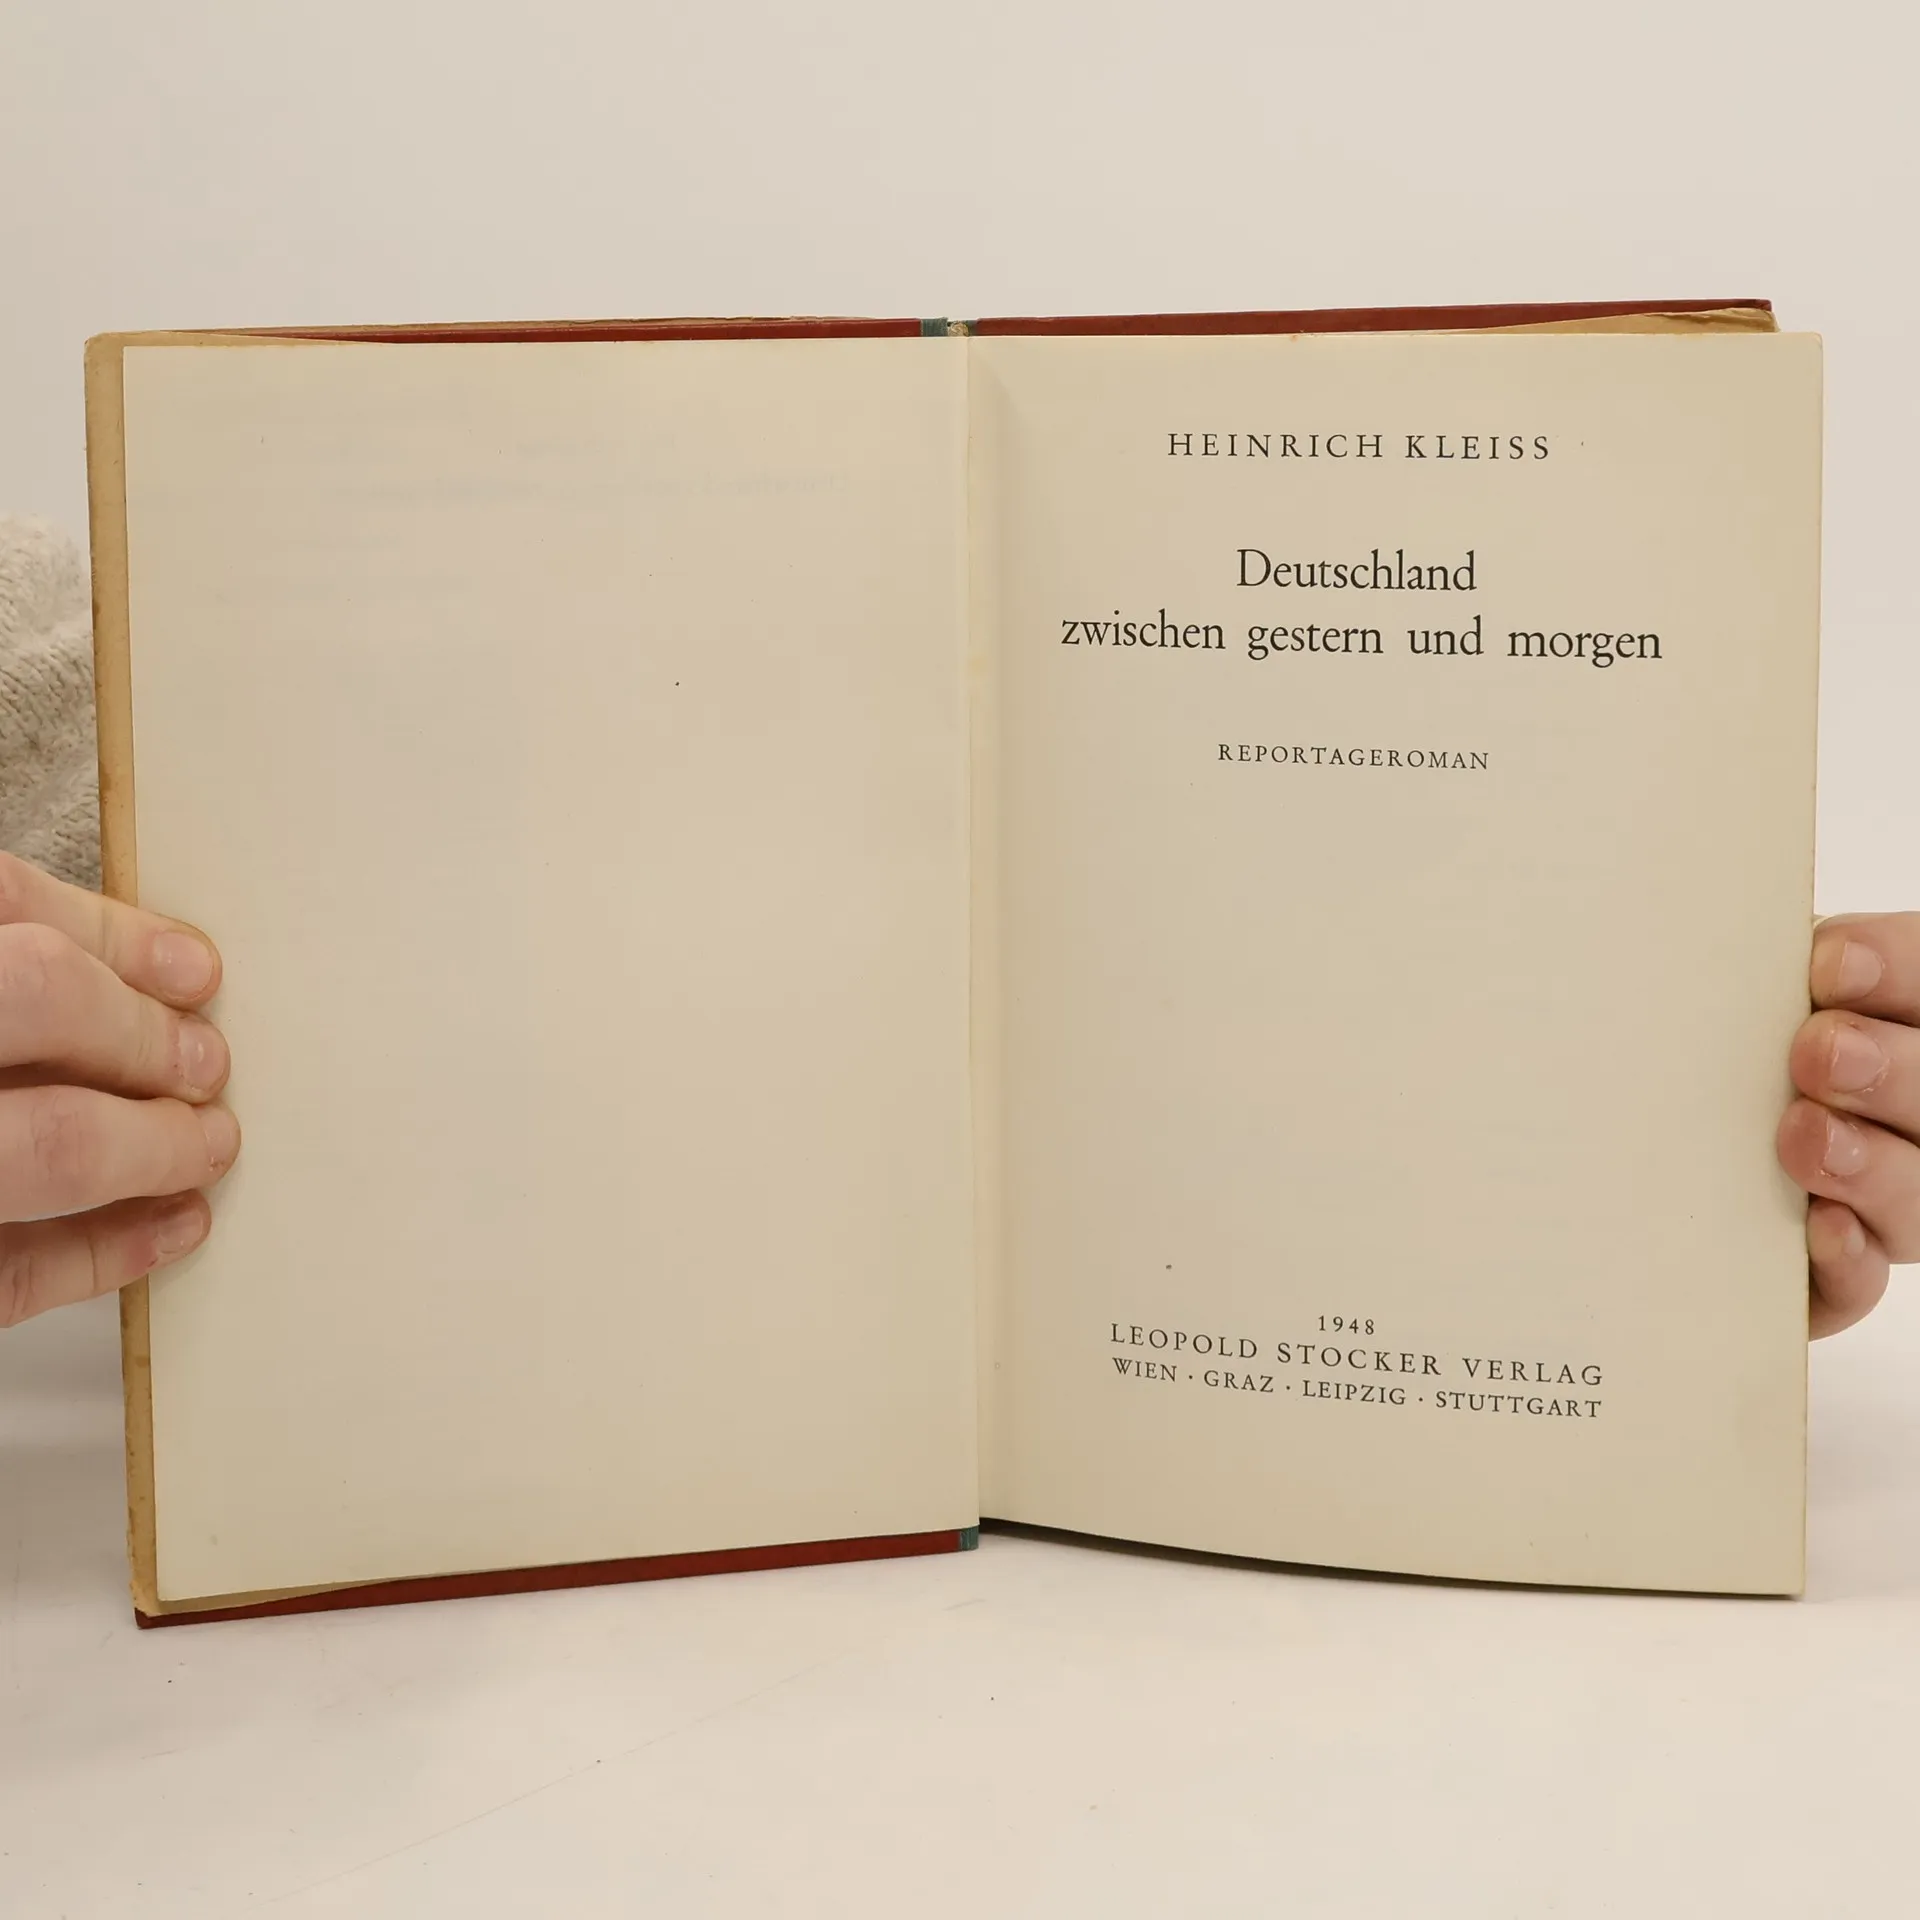 HEINRICH KLEISS
Deutschland
zwischen gestern und morgen
REPORTAGEROMAN
1948
LEOPOLD STOCKER VERLAG
WIEN · GRAZ · LEIPZIG · STUTTGART